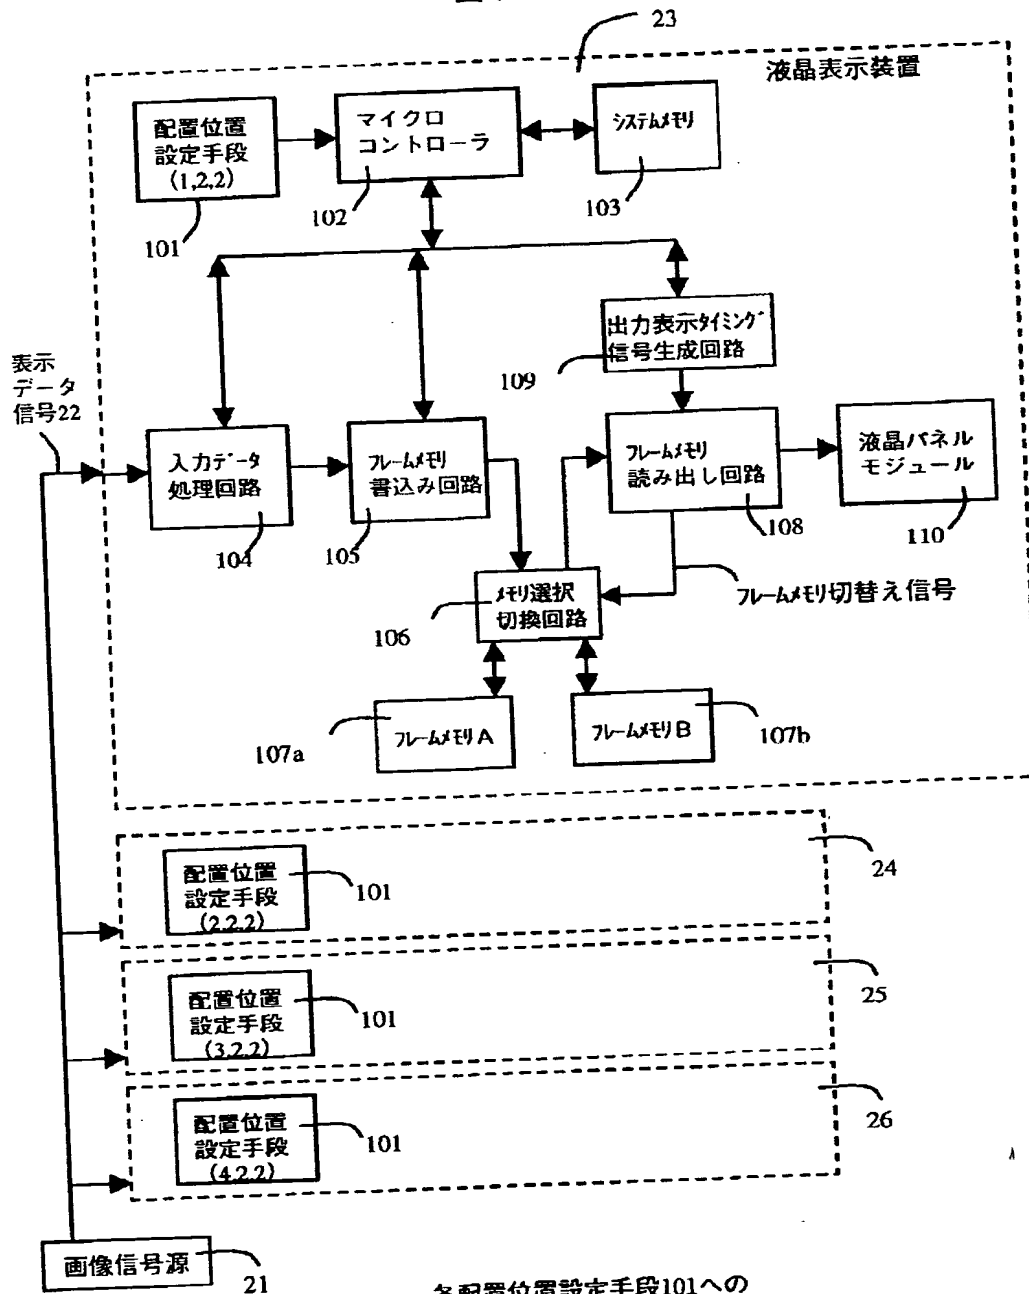 23
液晶表示装置
配置位置
設定手段
(1,2,2)
101
マイクロ
コントローラ
102
システムメモリ
103
出力表示タイミング
信号生成回路
109
表示
データ
信号22
入力データ
処理回路
104
フレームメモリ
書込み回路
105
フレームメモリ
読み出し回路
108
液晶パネル
モジュール
110
メモリ選択
切換回路
106
フレームメモリ切替え信号
フレームメモリA
107a
フレームメモリB
107b
配置位置
設定手段
(2,2,2)
101
24
配置位置
設定手段
(3,2,2)
101
25
配置位置
設定手段
(4,2,2)
101
26
画像信号源
21
各配置位置設定手段101への